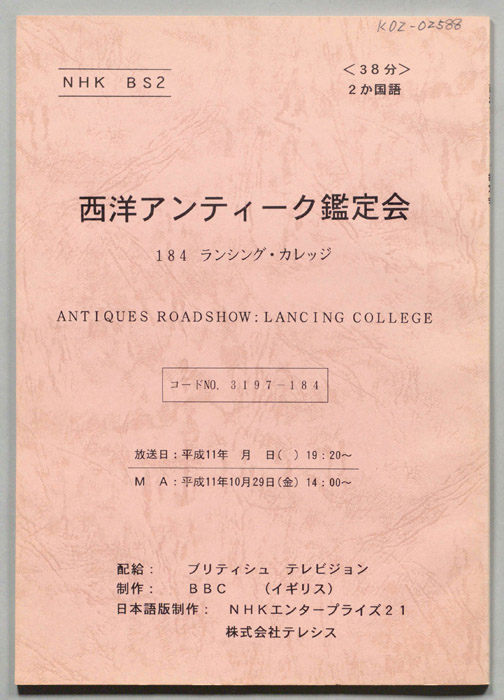 KOZ-02588
NHK BS2
＜38分＞
2か国語
西洋アンティーク鑑定会
184 ランシング・カレッジ
ANTIQUES ROADSHOW: LANCING COLLEGE
コードNO. 3197-184
放送日：平成11年　月　日(　) 19：20～
M A：平成11年10月29日(金) 14：00～
配給：　ブリティシュ　テレビジョン
制作：　BBC　（イギリス）
日本語版制作：　NHKエンタープライズ21
株式会社テレシス